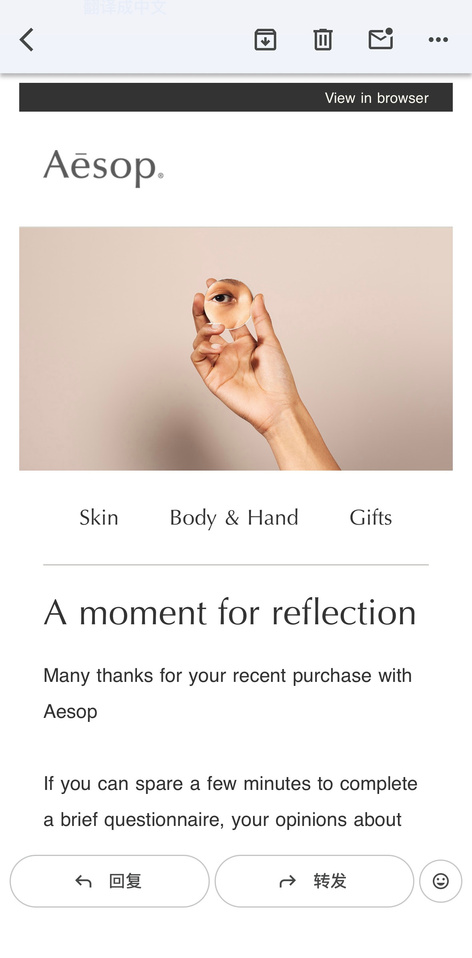 翻译成中文
View in browser
Aēsop®
Skin Body & Hand Gifts
A moment for reflection
Many thanks for your recent purchase with
Aesop
If you can spare a few minutes to complete
a brief questionnaire, your opinions about
回复 转发